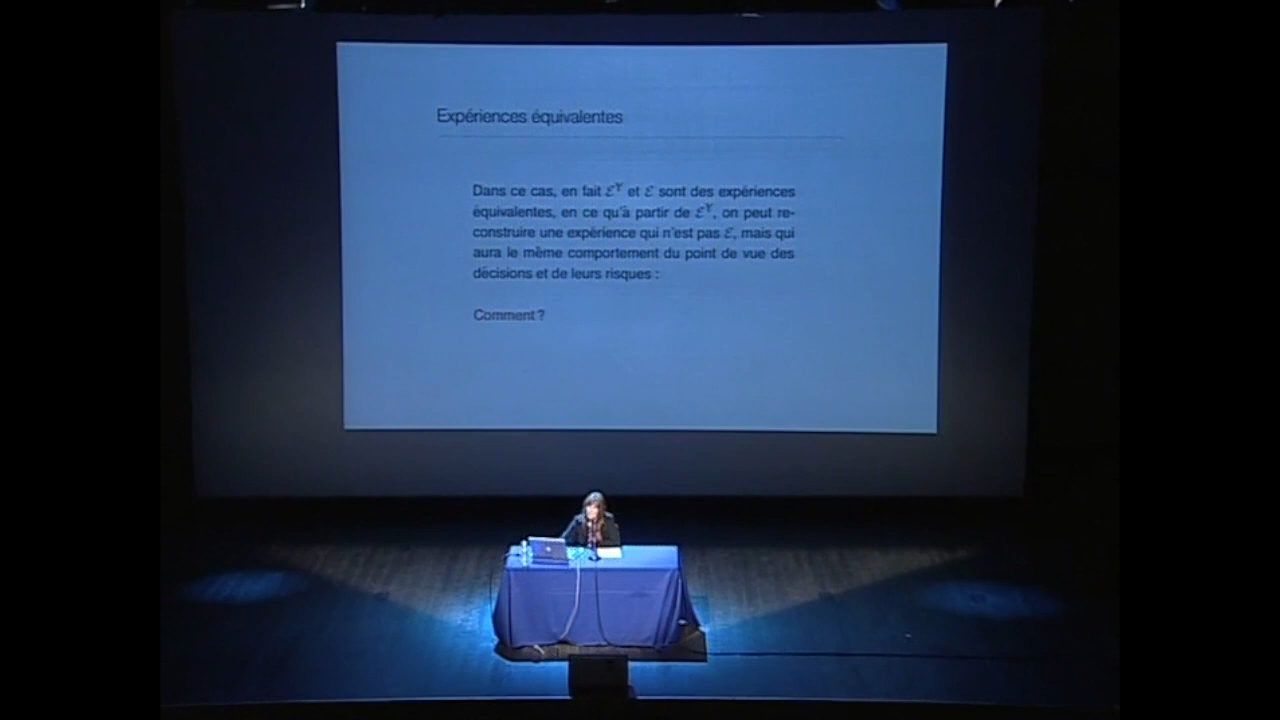 Expériences équivalentes
Dans ce cas, en fait ℰ^Y et ℰ sont des expériences
équivalentes, en ce qu'à partir de ℰ^Y, on peut re-
construire une expérience qui n'est pas ℰ, mais qui
aura le même comportement du point de vue des
décisions et de leurs risques :
Comment ?